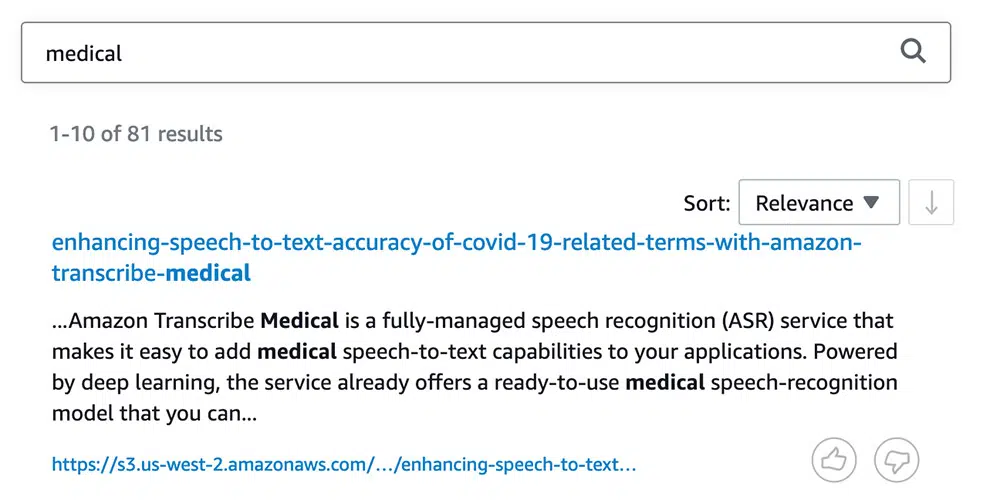 medical
1-10 of 81 results
Sort: Relevance
enhancing-speech-to-text-accuracy-of-covid-19-related-terms-with-amazon-
transcribe-medical
...Amazon Transcribe Medical is a fully-managed speech recognition (ASR) service that
makes it easy to add medical speech-to-text capabilities to your applications. Powered
by deep learning, the service already offers a ready-to-use medical speech-recognition
model that you can...
https://s3.us-west-2.amazonaws.com/.../enhancing-speech-to-text...